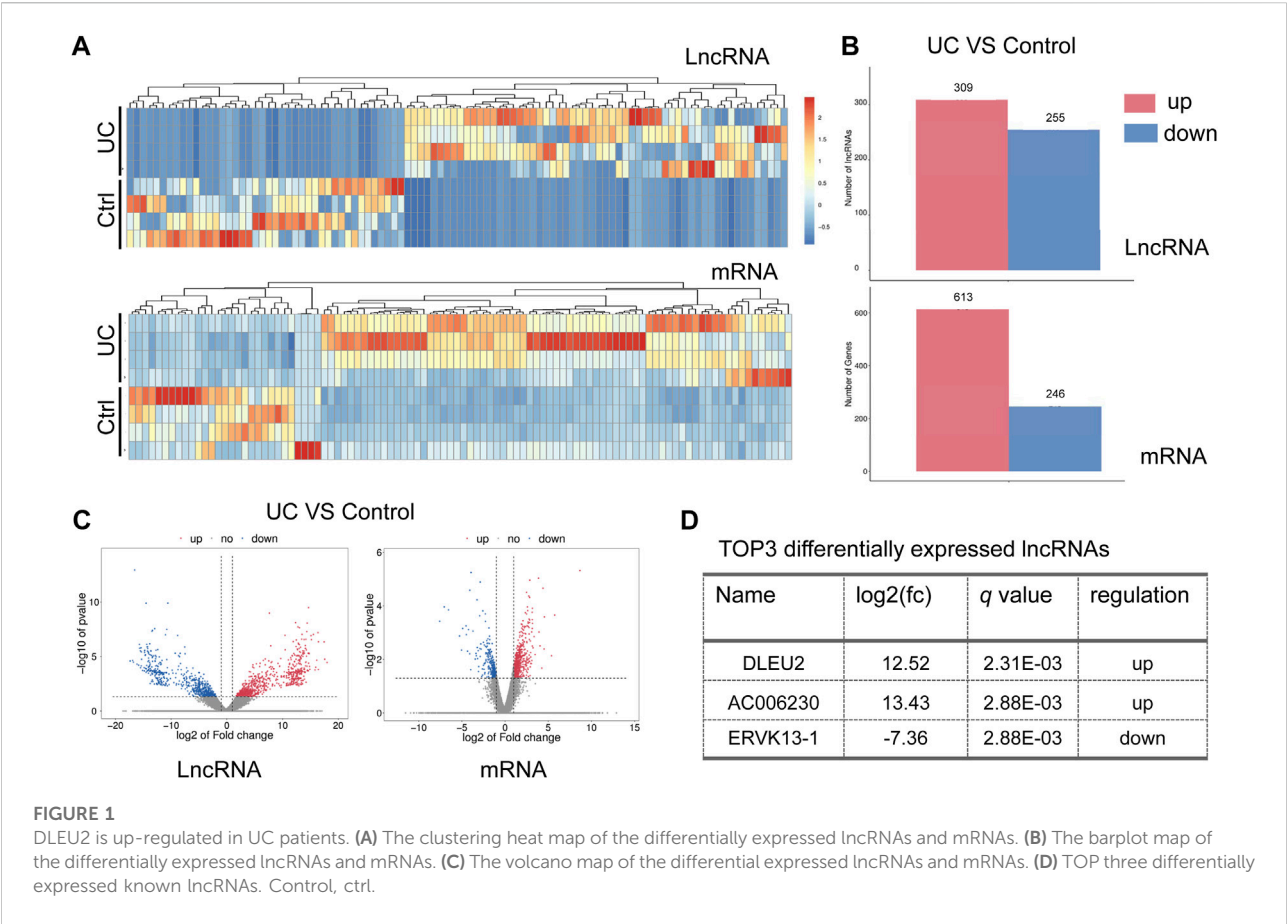 A
LncRNA
UC
Ctrl
2
1.5
1
0.5
0
−0.5
mRNA
UC
Ctrl
B
UC VS Control
up
down
309
255
300
200
100
0
Number of lncRNAs
LncRNA
613
246
600
400
200
0
Number of Genes
mRNA
C
UC VS Control
up no down
10
5
0
−log10 of pvalue
−20 −10 0 10 20
log2 of Fold change
LncRNA
up no down
6
4
2
0
−log10 of pvalue
−10 −5 0 5 10 15
log2 of Fold change
mRNA
D
TOP3 differentially expressed lncRNAs
Name log2(fc) q value regulation
DLEU2 12.52 2.31E-03 up
AC006230 13.43 2.88E-03 up
ERVK13-1 -7.36 2.88E-03 down
FIGURE 1
DLEU2 is up-regulated in UC patients. (A) The clustering heat map of the differentially expressed lncRNAs and mRNAs. (B) The barplot map of
the differentially expressed lncRNAs and mRNAs. (C) The volcano map of the differential expressed lncRNAs and mRNAs. (D) TOP three differentially
expressed known lncRNAs. Control, ctrl.